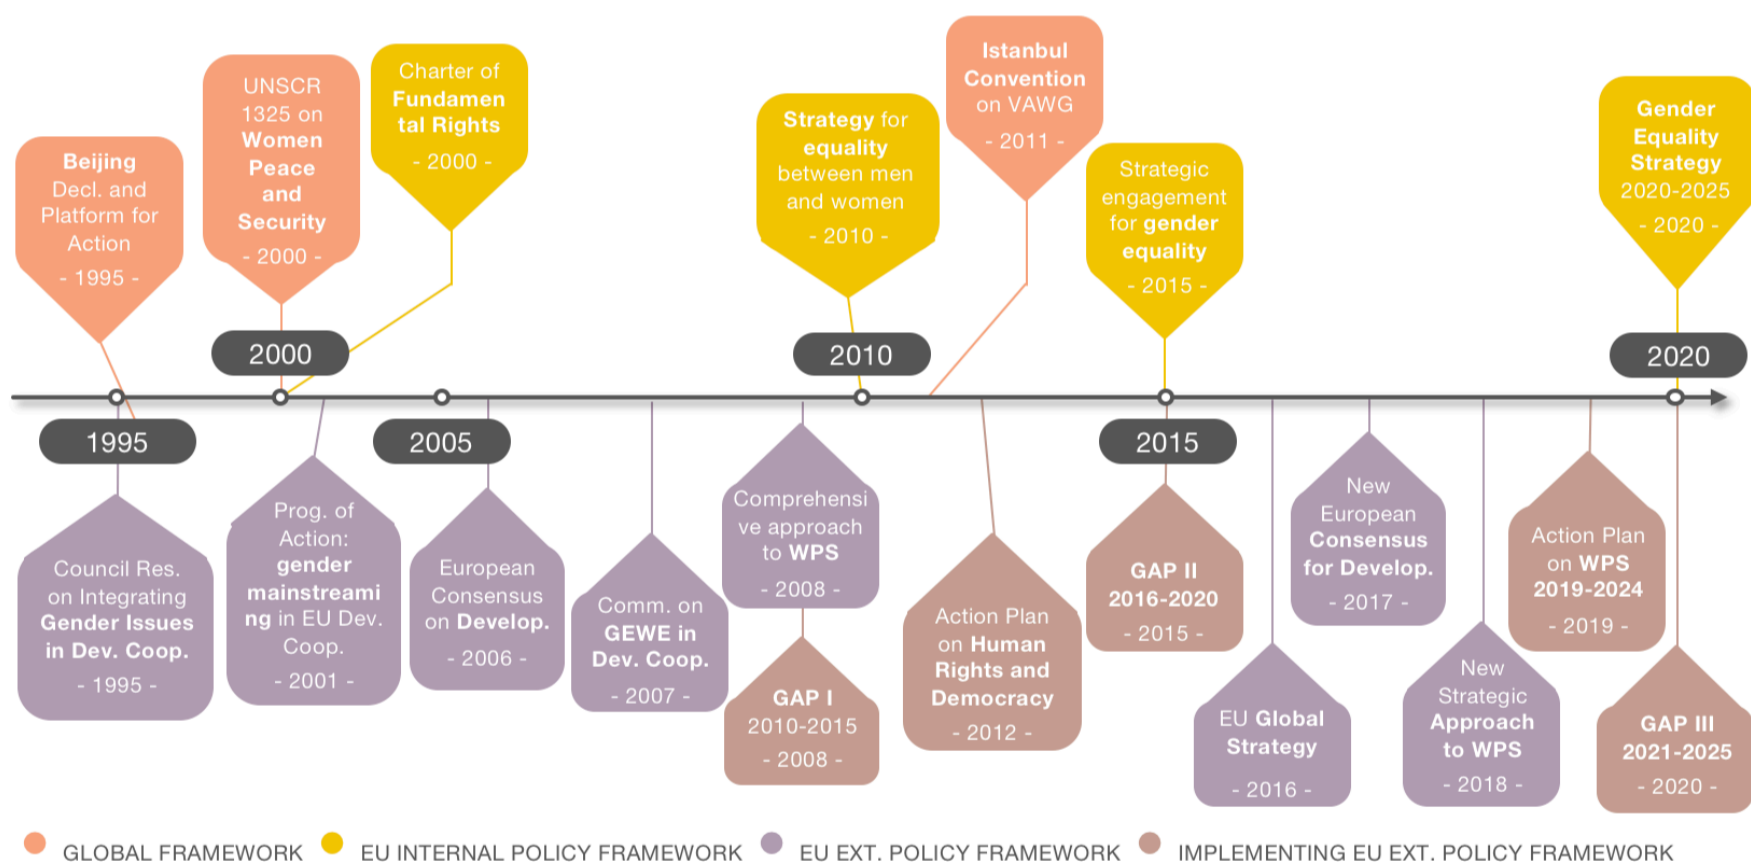 Beijing
Decl. and
Platform for
Action
- 1995 -
UNSCR
1325 on
Women
Peace
and
Security
- 2000 -
Charter of
Fundamen
tal Rights
- 2000 -
Strategy for
equality
between men
and women
- 2010 -
Istanbul
Convention
on VAWG
- 2011 -
Strategic
engagement
for gender
equality
- 2015 -
Gender
Equality
Strategy
2020-2025
- 2020 -
2000
2010
2020
1995
2005
2015
Council Res.
on Integrating
Gender Issues
in Dev. Coop.
- 1995 -
Prog. of
Action:
gender
mainstreami
ng in EU Dev.
Coop.
- 2001 -
European
Consensus
on Develop.
- 2006 -
Comm. on
GEWE in
Dev. Coop.
- 2007 -
Comprehensi
ve approach
to WPS
- 2008 -
GAP I
2010-2015
- 2008 -
Action Plan
on Human
Rights and
Democracy
- 2012 -
GAP II
2016-2020
- 2015 -
EU Global
Strategy
- 2016 -
New
European
Consensus
for Develop.
- 2017 -
New
Strategic
Approach
to WPS
- 2018 -
Action Plan
on WPS
2019-2024
- 2019 -
GAP III
2021-2025
- 2020 -
GLOBAL FRAMEWORK
EU INTERNAL POLICY FRAMEWORK
EU EXT. POLICY FRAMEWORK
IMPLEMENTING EU EXT. POLICY FRAMEWORK